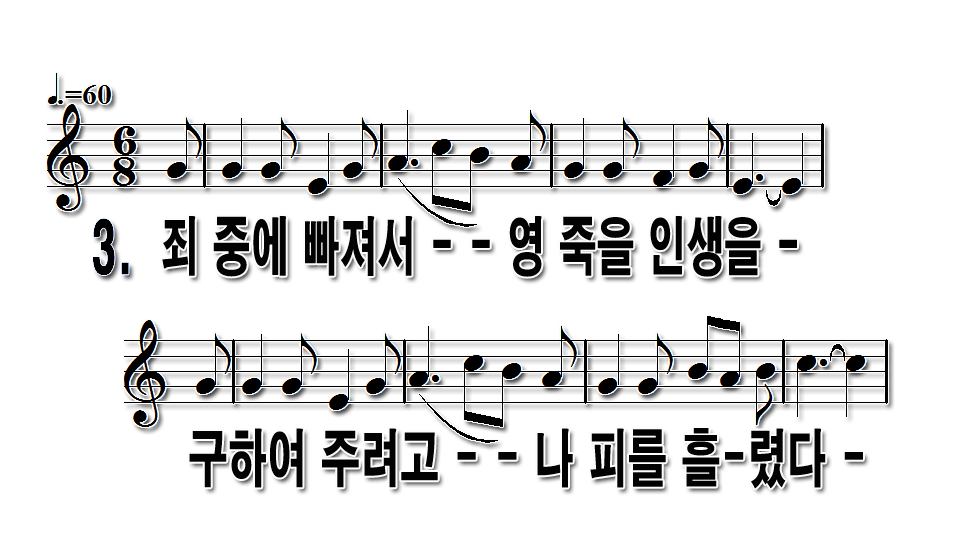 ♩.=60
6
8
3. 죄 중에 빠져서 - - 영 죽을 인생을 -
구하여 주려고 - - 나 피를 흘-렸다 -